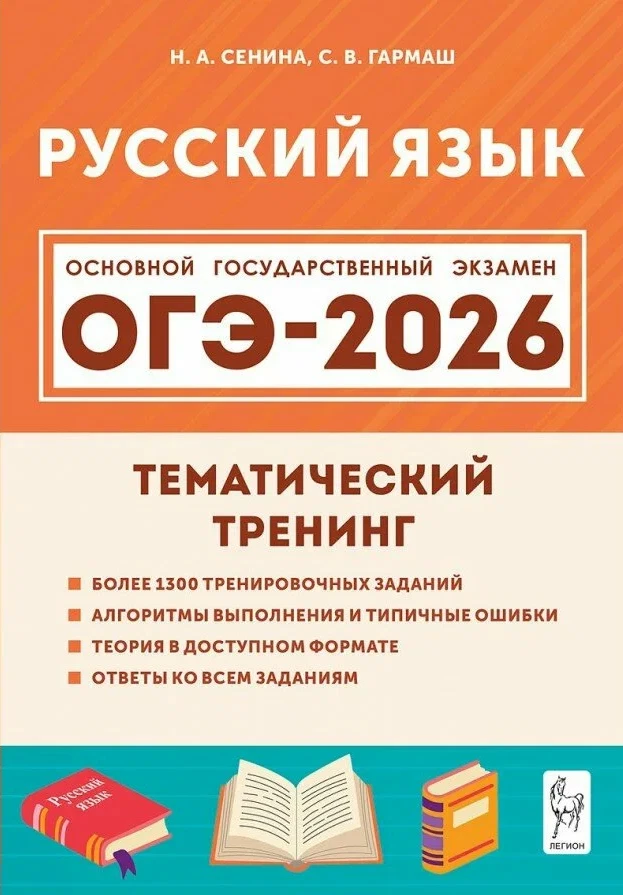 Н. А. СЕНИНА, С. В. ГАРМАШ
РУССКИЙ ЯЗЫК
ОСНОВНОЙ ГОСУДАРСТВЕННЫЙ ЭКЗАМЕН
ОГЭ-2026
ТЕМАТИЧЕСКИЙ
ТРЕНИНГ
БОЛЕЕ 1300 ТРЕНИРОВОЧНЫХ ЗАДАНИЙ
АЛГОРИТМЫ ВЫПОЛНЕНИЯ И ТИПИЧНЫЕ ОШИБКИ
ТЕОРИЯ В ДОСТУПНОМ ФОРМАТЕ
ОТВЕТЫ КО ВСЕМ ЗАДАНИЯМ
Русский
язык
ЛЕГИОН